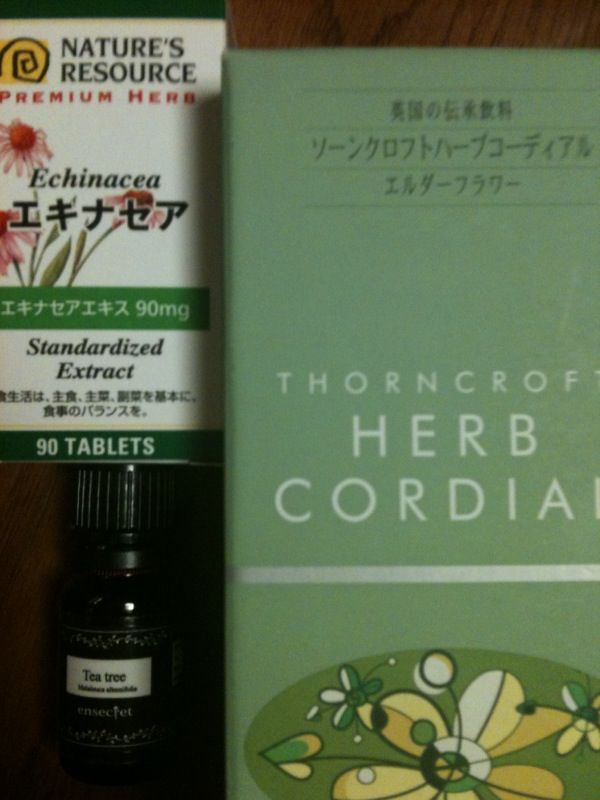 NATURE'S
RESOURCE
PREMIUM HERB
Echinacea
エキナセア
エキナセアエキス 90mg
Standardized
Extract
食生活は、主食、主菜、副菜を基本に、
食事のバランスを。
90 TABLETS
英国の伝承飲料
ソーンクロフトハーブコーディアル
エルダーフラワー
THORNCROFT
HERB
CORDIAL
Tea tree
Melaleuca alternifolia
ensecret